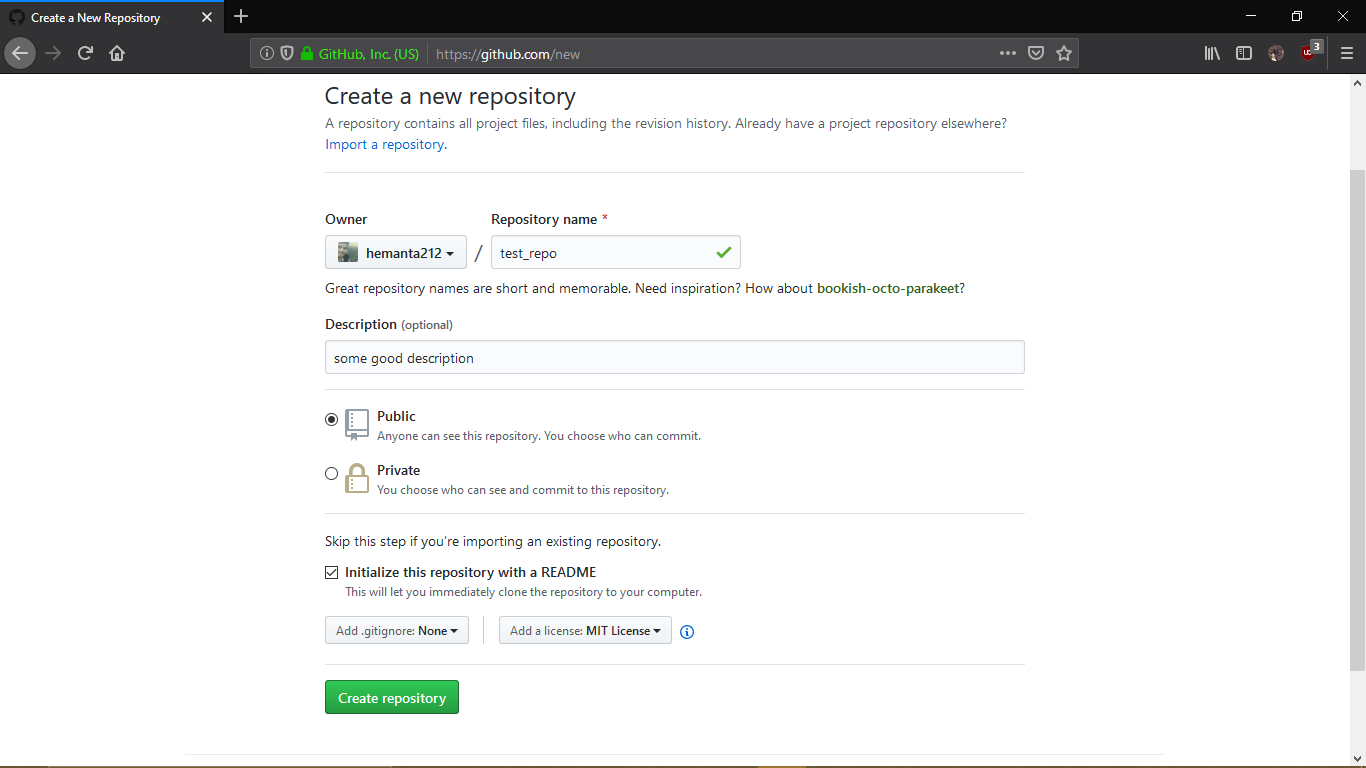 Create a New Repository
GitHub, Inc. (US) https://github.com/new
3
Create a new repository
A repository contains all project files, including the revision history. Already have a project repository elsewhere?
Import a repository.
Owner Repository name *
hemanta212 / test_repo
Great repository names are short and memorable. Need inspiration? How about bookish-octo-parakeet?
Description (optional)
some good description
Public
Anyone can see this repository. You choose who can commit.
Private
You choose who can see and commit to this repository.
Skip this step if you're importing an existing repository.
Initialize this repository with a README
This will let you immediately clone the repository to your computer.
Add .gitignore: None Add a license: MIT License
Create repository